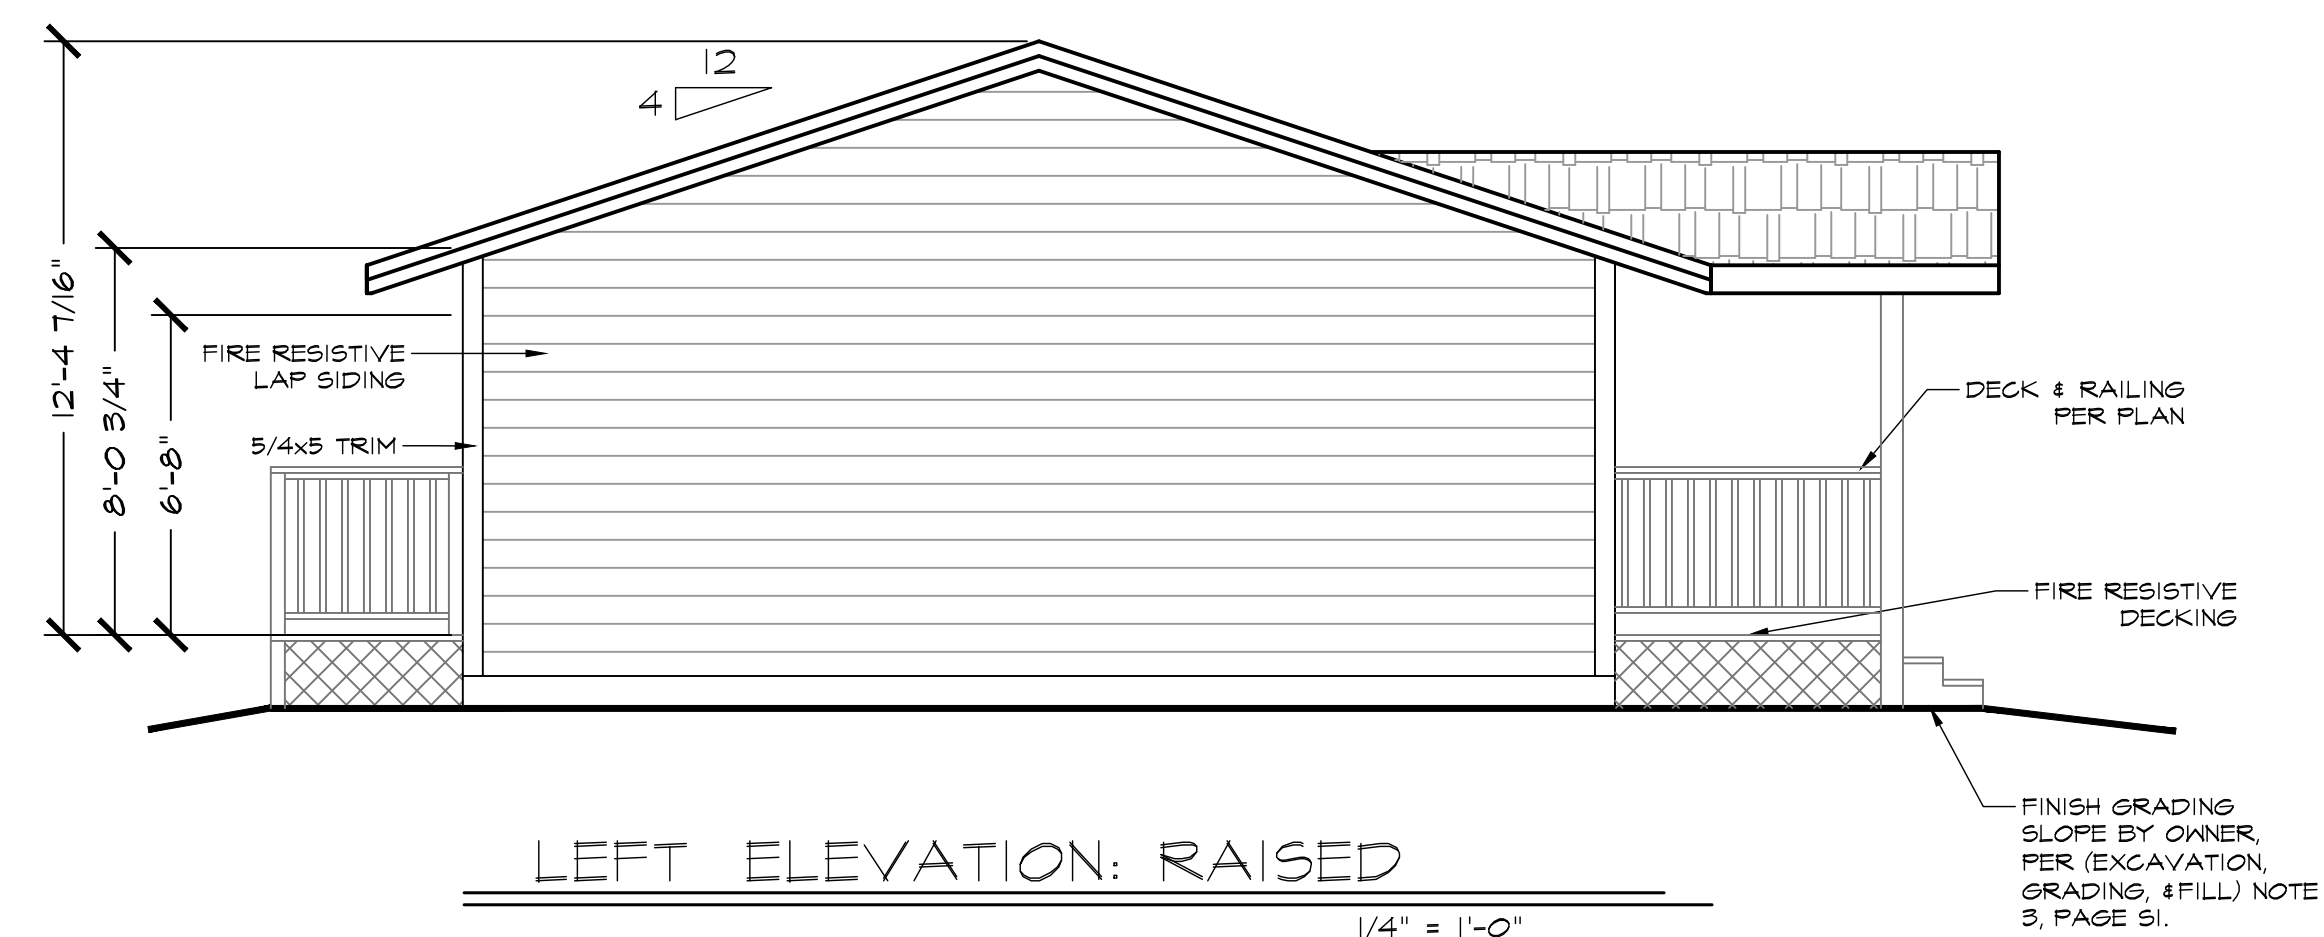 12
4
12'-4 7/16"
8'-0 3/4"
6'-8"
FIRE RESISTIVE
LAP SIDING
5/4x5 TRIM
DECK & RAILING
PER PLAN
FIRE RESISTIVE
DECKING
FINISH GRADING
SLOPE BY OWNER,
PER (EXCAVATION,
GRADING, &FILL) NOTE
3, PAGE S1.
LEFT ELEVATION: RAISED
1/4" = 1'-0"